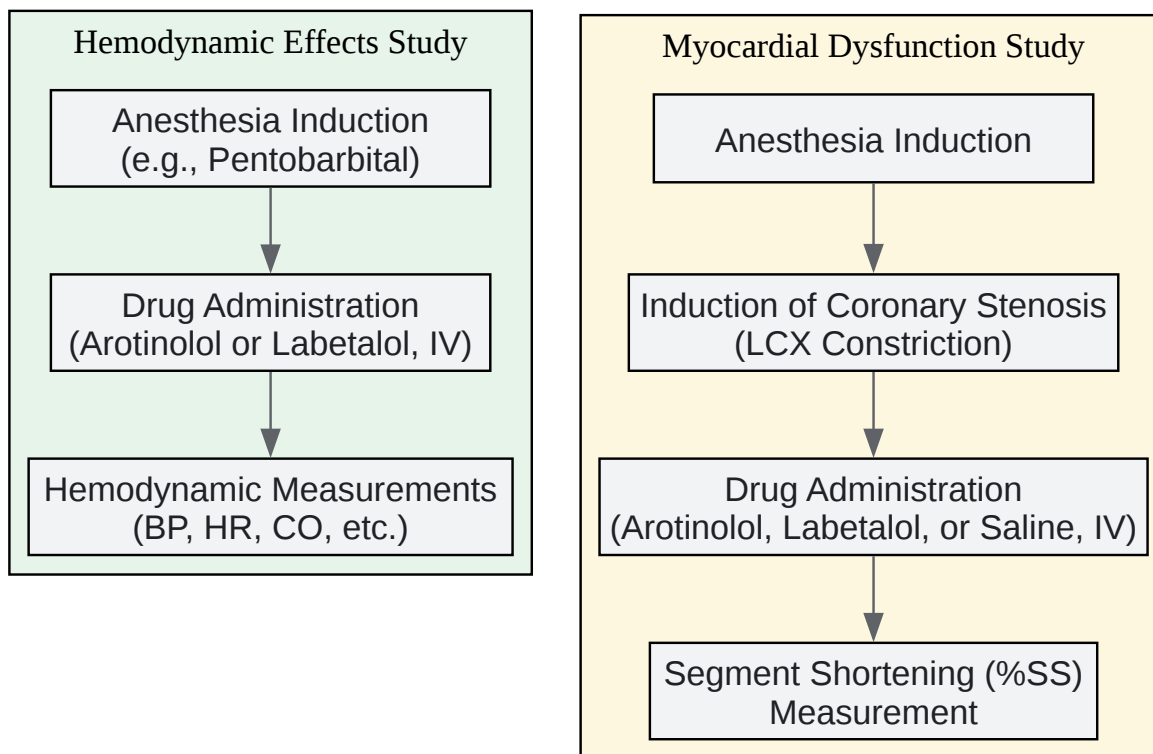 Hemodynamic Effects Study
Anesthesia Induction
(e.g., Pentobarbital)
Drug Administration
(Arotinolol or Labetalol, IV)
Hemodynamic Measurements
(BP, HR, CO, etc.)
Myocardial Dysfunction Study
Anesthesia Induction
Induction of Coronary Stenosis
(LCX Constriction)
Drug Administration
(Arotinolol, Labetalol, or Saline, IV)
Segment Shortening (%SS)
Measurement